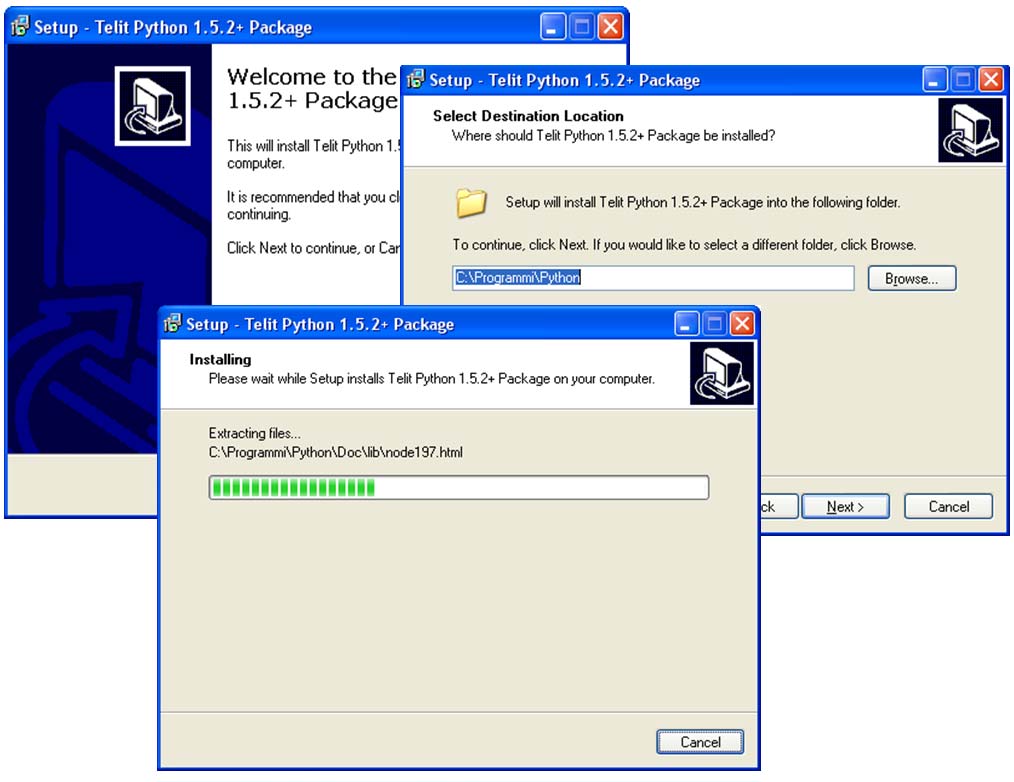 Setup - Telit Python 1.5.2+ Package
Welcome to the
1.5.2+ Package
This will install Telit Python
computer.
It is recommended that you
continuing.
Click Next to continue, or
Setup - Telit Python 1.5.2+ Package
Select Destination Location
Where should Telit Python 1.5.2+ Package be installed?
Setup will install Telit Python 1.5.2+ Package into the following folder.
To continue, click Next. If you would like to select a different folder, click Browse.
C:\Programmi\Python
Browse...
Next >
Cancel
Setup - Telit Python 1.5.2+ Package
Installing
Please wait while Setup installs Telit Python 1.5.2+ Package on your computer.
Extracting files...
C:\Programmi\Python\Doc\lib\node197.html
Cancel